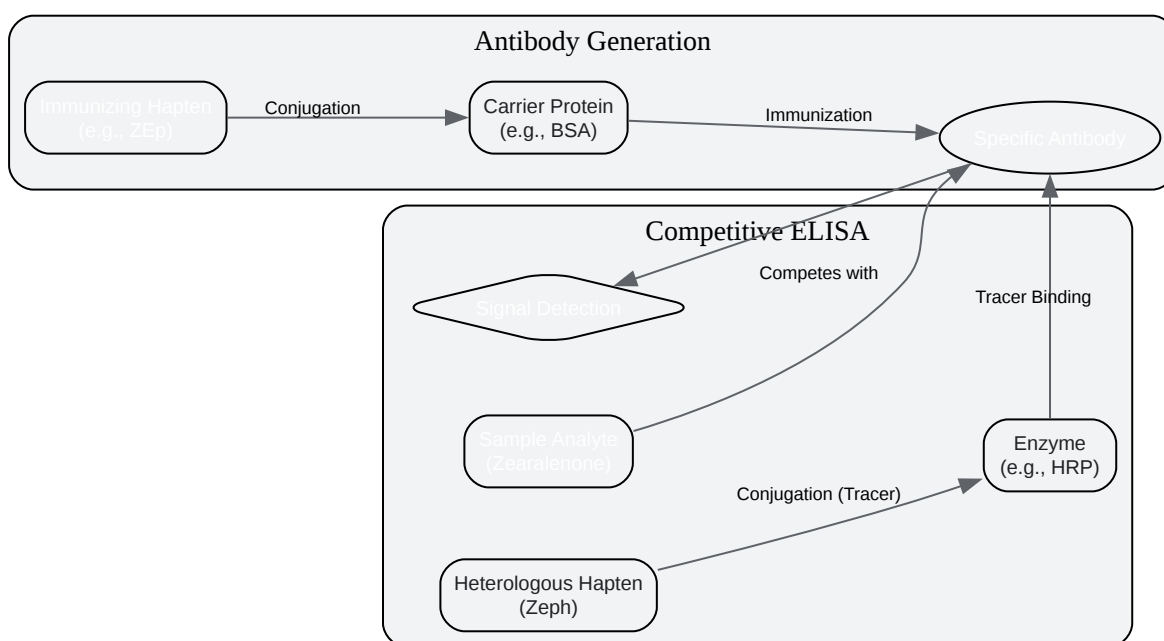 Antibody Generation
Immunizing Hapten
(e.g., ZEp)
Conjugation
Carrier Protein
(e.g., BSA)
Immunization
Specific Antibody
Competitive ELISA
Signal Detection
Competes with
Tracer Binding
Sample Analyte
(Zearalenone)
Enzyme
(e.g., HRP)
Conjugation (Tracer)
Heterologous Hapten
(Zeph)